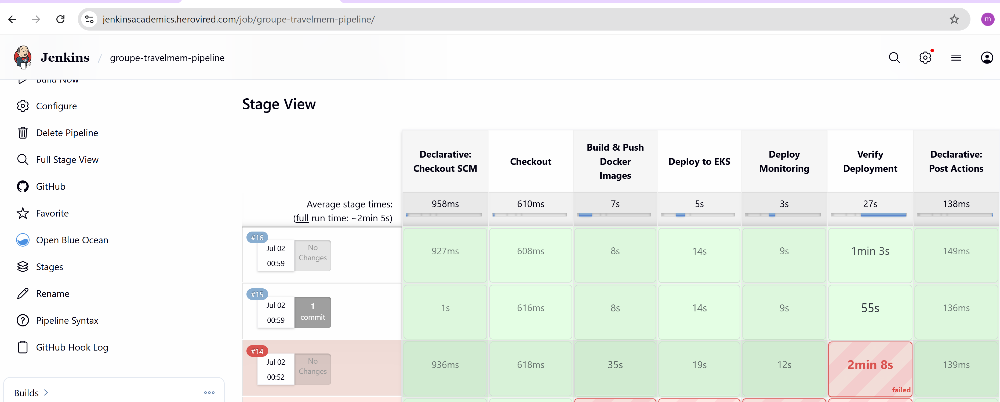 jenkinsacademics.herovired.com/job/groupe-travelmem-pipeline/
m
Jenkins / groupe-travelmem-pipeline
Build Now
Configure
Delete Pipeline
Full Stage View
GitHub
Favorite
Open Blue Ocean
Stages
Rename
Pipeline Syntax
GitHub Hook Log
Builds
Stage View
Declarative: Checkout SCM
Checkout
Build & Push Docker Images
Deploy to EKS
Deploy Monitoring
Verify Deployment
Declarative: Post Actions
Average stage times:
(full run time: ~2min 5s)
958ms 610ms 7s 5s 3s 27s 138ms
#16
Jul 02
00:59
No
Changes
927ms 608ms 8s 14s 9s 1min 3s 149ms
#15
Jul 02
00:59
1
commit
1s 616ms 8s 14s 9s 55s 136ms
#14
Jul 02
00:52
No
Changes
936ms 618ms 35s 19s 12s 2min 8s 139ms
failed